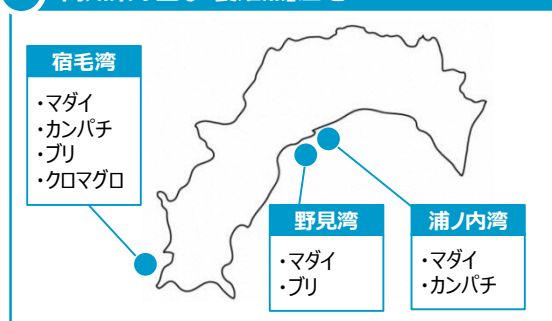 宿毛湾
・マダイ
・カンパチ
・ブリ
・クロマグロ
野見湾
・マダイ
・ブリ
浦ノ内湾
・マダイ
・カンパチ